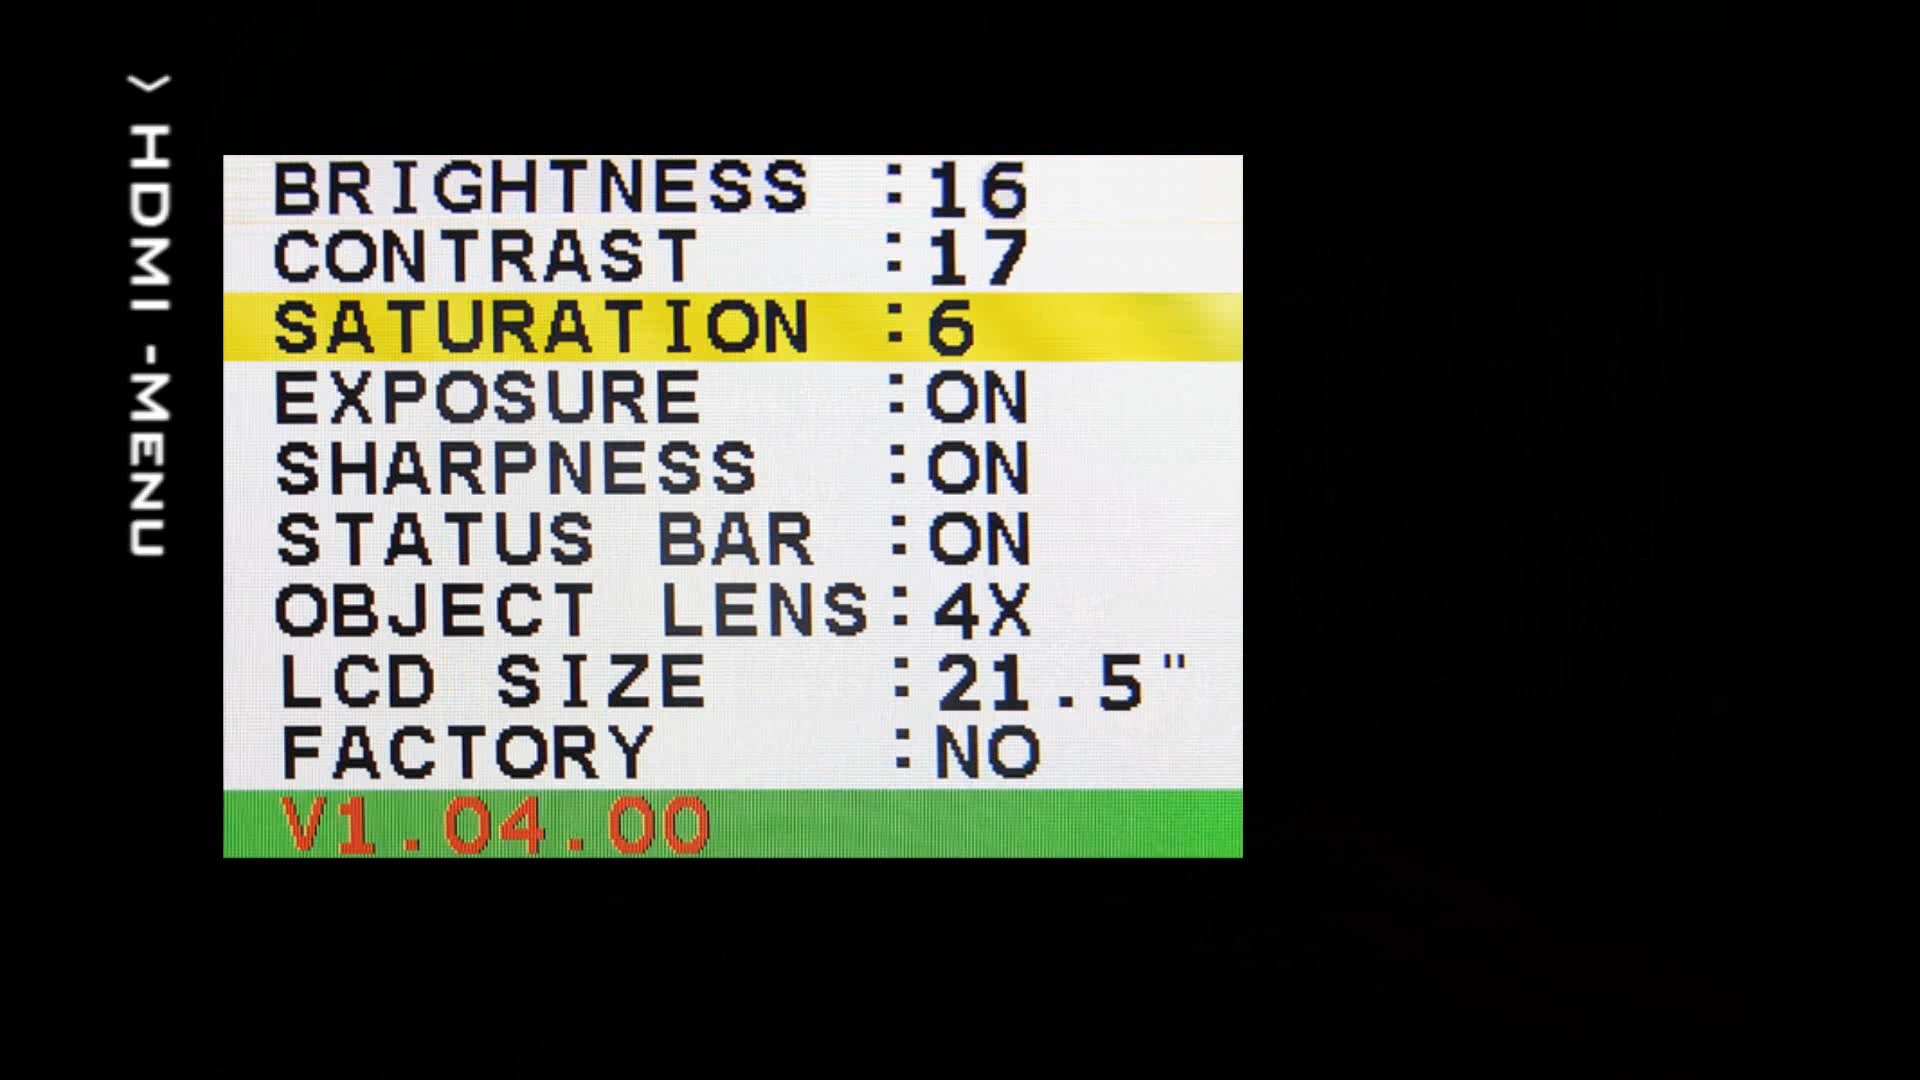 > HDMI -MENU
BRIGHTNESS :16
CONTRAST :17
SATURATION :6
EXPOSURE :ON
SHARPNESS :ON
STATUS BAR :ON
OBJECT LENS:4X
LCD SIZE :21.5"
FACTORY :NO
V1.04.00